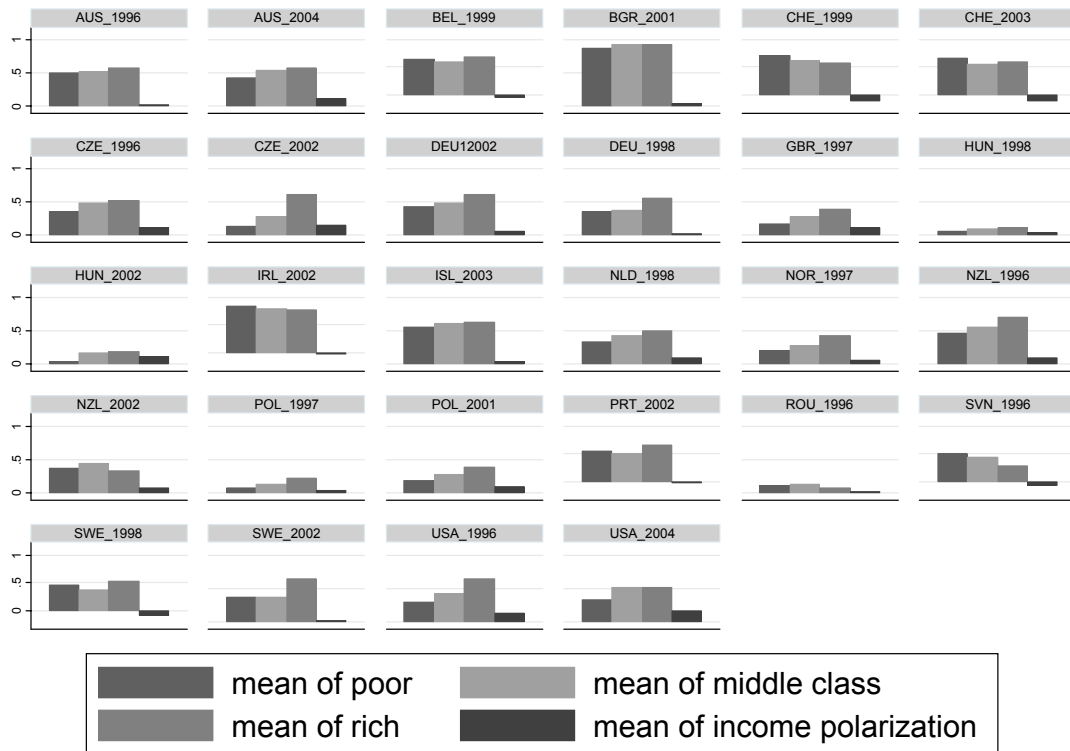 AUS_1996 AUS_2004 BEL_1999 BGR_2001 CHE_1999 CHE_2003
1
.5
0
CZE_1996 CZE_2002 DEU12002 DEU_1998 GBR_1997 HUN_1998
1
.5
0
HUN_2002 IRL_2002 ISL_2003 NLD_1998 NOR_1997 NZL_1996
1
.5
0
NZL_2002 POL_1997 POL_2001 PRT_2002 ROU_1996 SVN_1996
1
.5
0
SWE_1998 SWE_2002 USA_1996 USA_2004
1
.5
0
mean of poor mean of middle class
mean of rich mean of income polarization